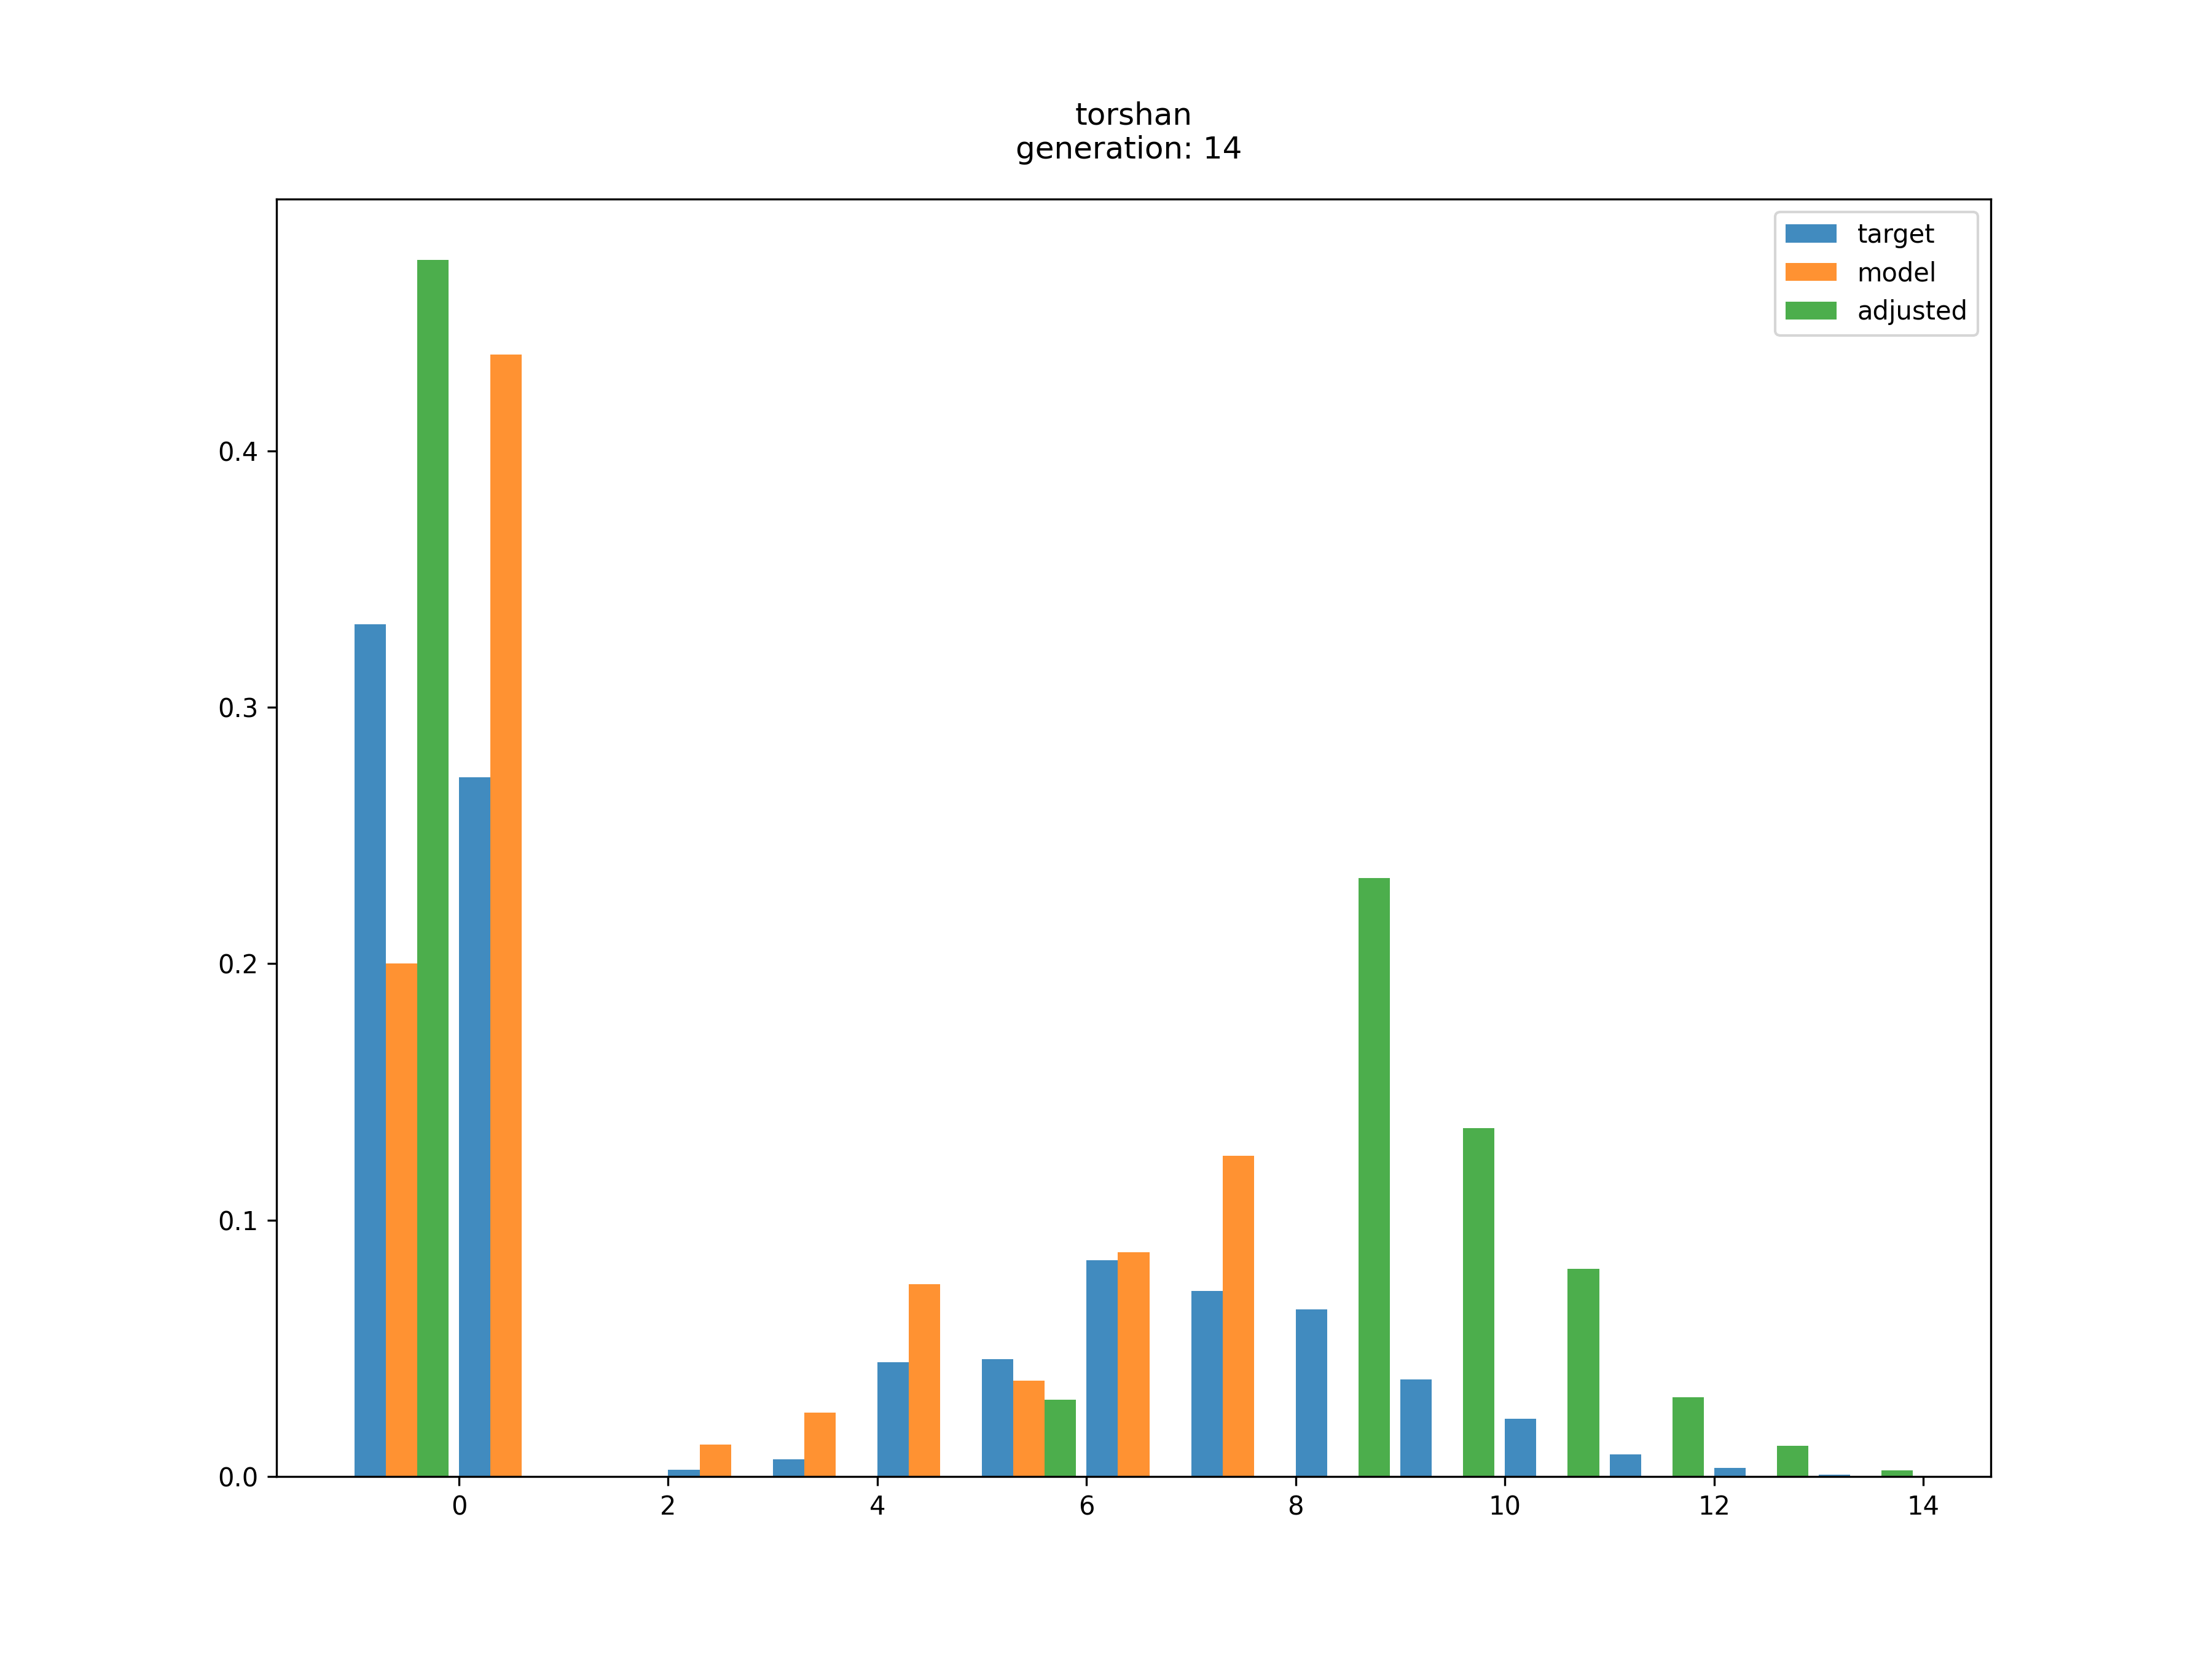 torshan
generation: 14
target
model
adjusted
0.4
0.3
0.2
0.1
0.0
0 2 4 6 8 10 12 14